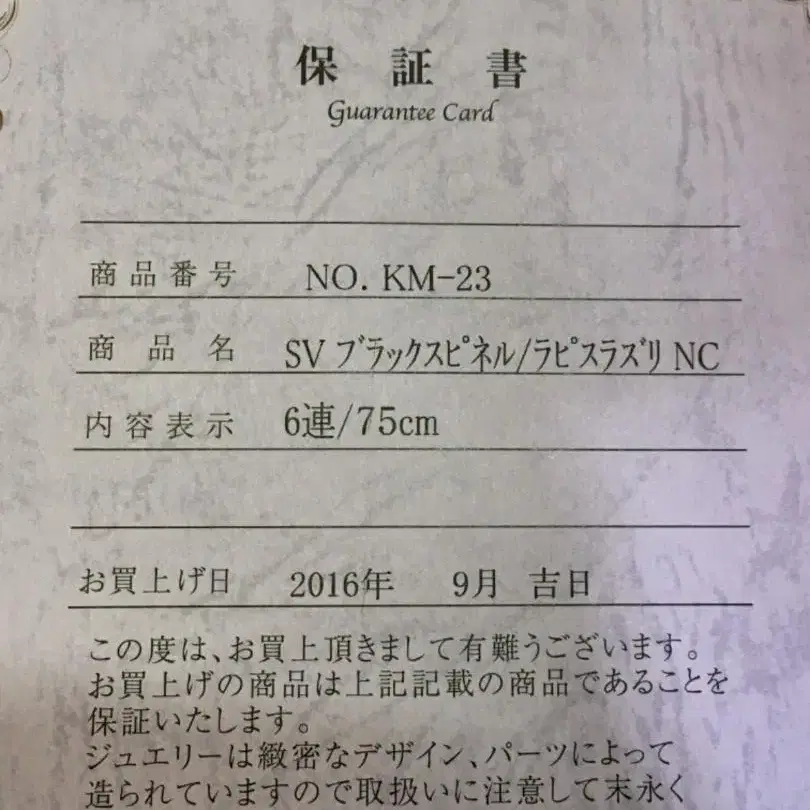 保証書
Guarantee Card
商品番号 NO. KM-23
商品名 SV ﾌﾞﾗｯｸｽﾋﾟﾈﾙ/ﾗﾋﾟｽﾗｽﾞﾘ NC
内容表示 6連/75cm
お買上げ日 2016年 9月 吉日
この度は、お買上頂きまして有難うございます。
お買上げの商品は上記記載の商品であることを
保証いたします。
ジュエリーは緻密なデザイン、パーツによって
造られていますので取扱いに注意して末永く